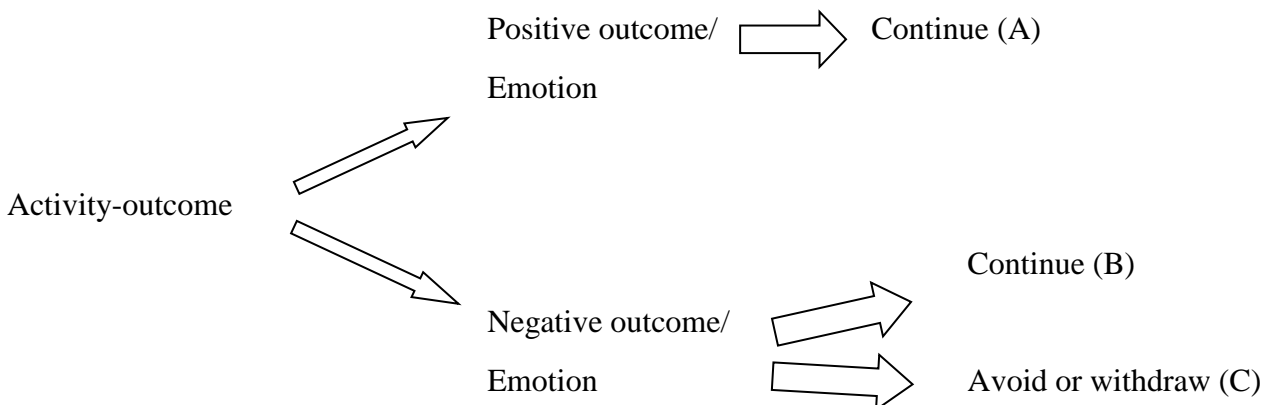 Positive outcome/
Emotion
Continue (A)
Activity-outcome
Negative outcome/
Emotion
Continue (B)
Avoid or withdraw (C)